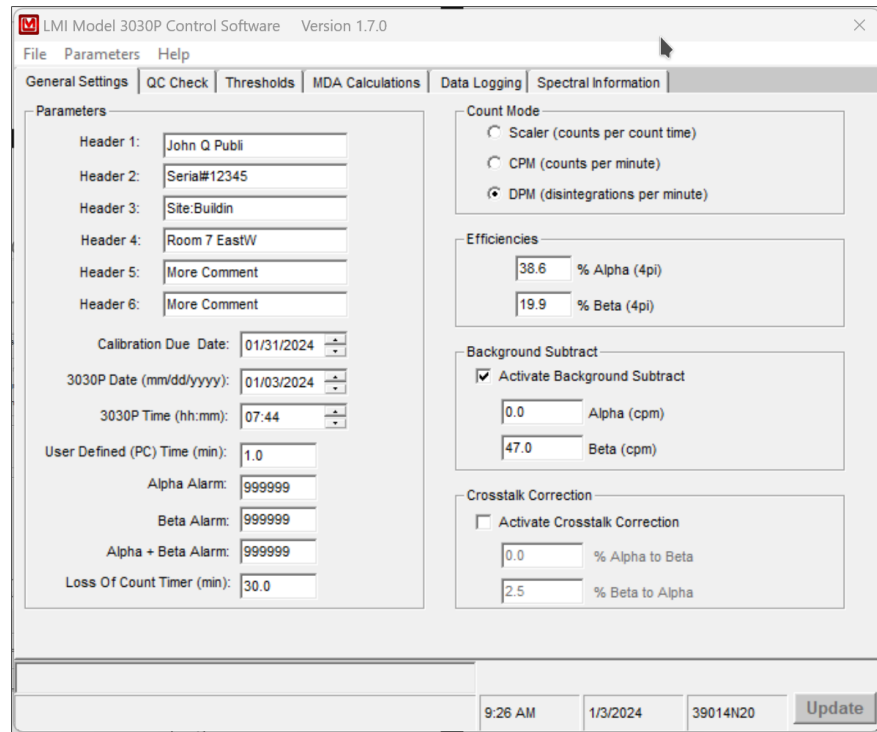 LMI Model 3030P Control Software Version 1.7.0
File Parameters Help
General Settings QC Check Thresholds MDA Calculations Data Logging Spectral Information
Parameters
Header 1: John Q Publi
Header 2: Serial#12345
Header 3: Site:Buildin
Header 4: Room 7 EastW
Header 5: More Comment
Header 6: More Comment
Calibration Due Date: 01/31/2024
3030P Date (mm/dd/yyyy): 01/03/2024
3030P Time (hh:mm): 07:44
User Defined (PC) Time (min): 1.0
Alpha Alarm: 999999
Beta Alarm: 999999
Alpha + Beta Alarm: 999999
Loss Of Count Timer (min): 30.0
Count Mode
Scaler (counts per count time)
CPM (counts per minute)
DPM (disintegrations per minute)
Efficiencies
38.6 % Alpha (4pi)
19.9 % Beta (4pi)
Background Subtract
Activate Background Subtract
0.0 Alpha (cpm)
47.0 Beta (cpm)
Crosstalk Correction
Activate Crosstalk Correction
0.0 % Alpha to Beta
2.5 % Beta to Alpha
9:26 AM 1/3/2024 39014N20 Update